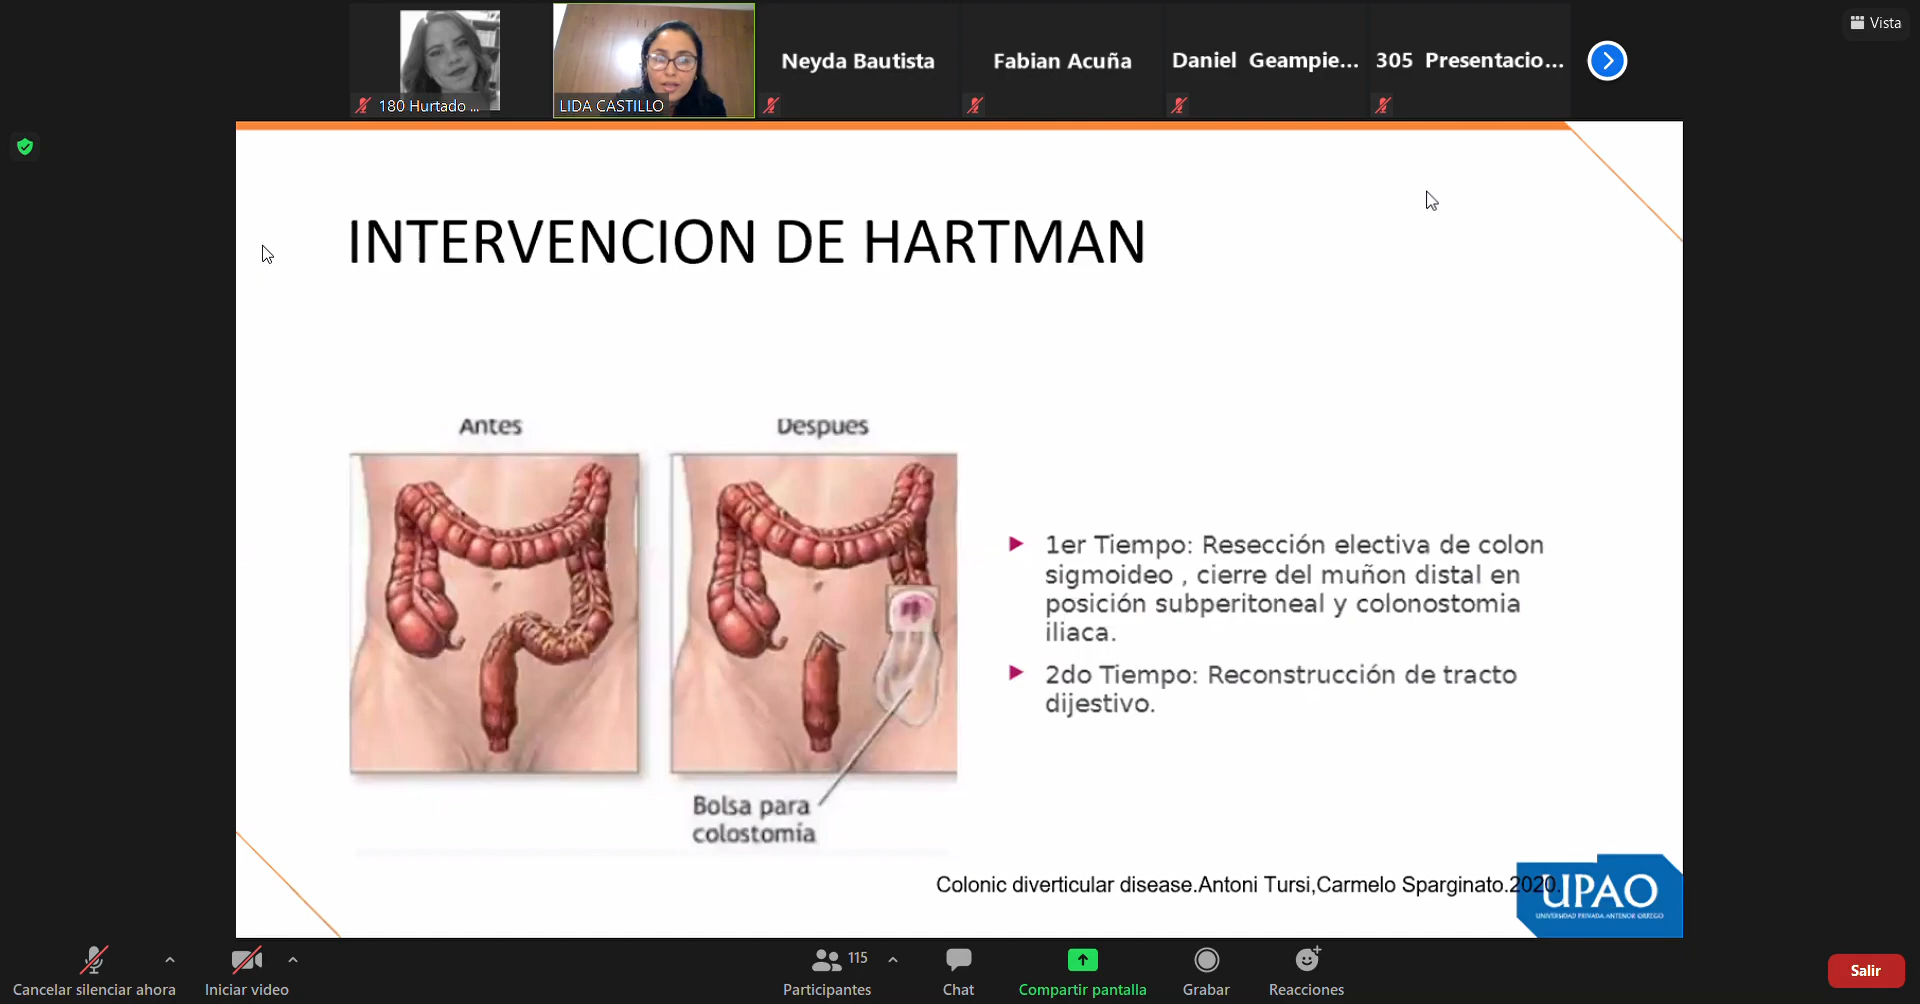 Vista
180 Hurtado ...
LIDA CASTILLO
Neyda Bautista
Fabian Acuña
Daniel Geampie...
305 Presentacio...
INTERVENCION DE HARTMAN
Antes
Despues
1er Tiempo: Resección electiva de colon
sigmoideo , cierre del muñon distal en
posición subperitoneal y colonostomia
iliaca.
2do Tiempo: Reconstrucción de tracto
dijestivo.
Bolsa para
colostomía
Colonic diverticular disease.Antoni Tursi,Carmelo Sparginato.2020.
UPAO
UNIVERSIDAD PRIVADA ANTENOR ORREGO
Cancelar silenciar ahora
Iniciar video
115
Participantes
Chat
Compartir pantalla
Grabar
Reacciones
Salir